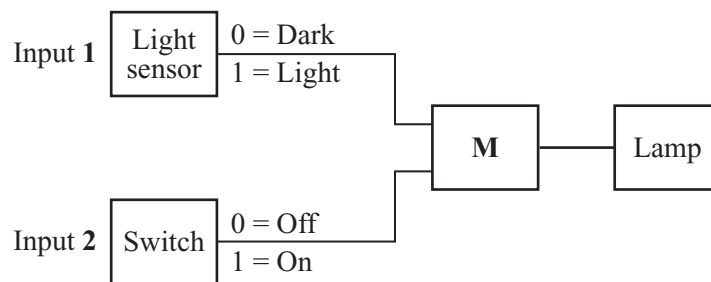 Input 1
Light
sensor
0 = Dark
1 = Light
M
Lamp
Input 2
Switch
0 = Off
1 = On